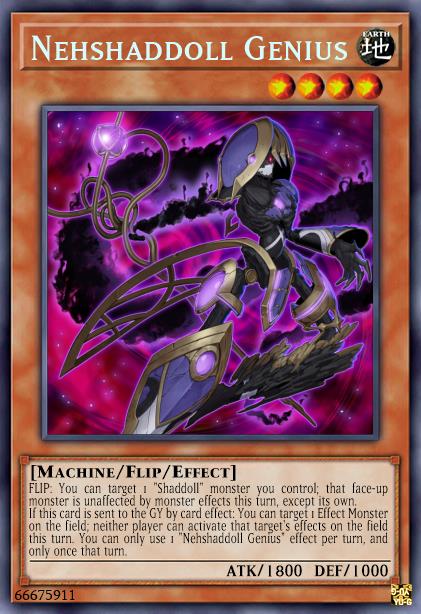 NEHSHADDOLL GENIUS
EARTH
地
[MACHINE/FLIP/EFFECT]
FLIP: You can target 1 "Shaddoll" monster you control; that face-up
monster is unaffected by monster effects this turn, except its own.
If this card is sent to the GY by card effect: You can target 1 Effect Monster
on the field; neither player can activate that target's effects on the field
this turn. You can only use 1 "Nehshaddoll Genius" effect per turn, and
only once that turn.
ATK/1800 DEF/1000
66675911